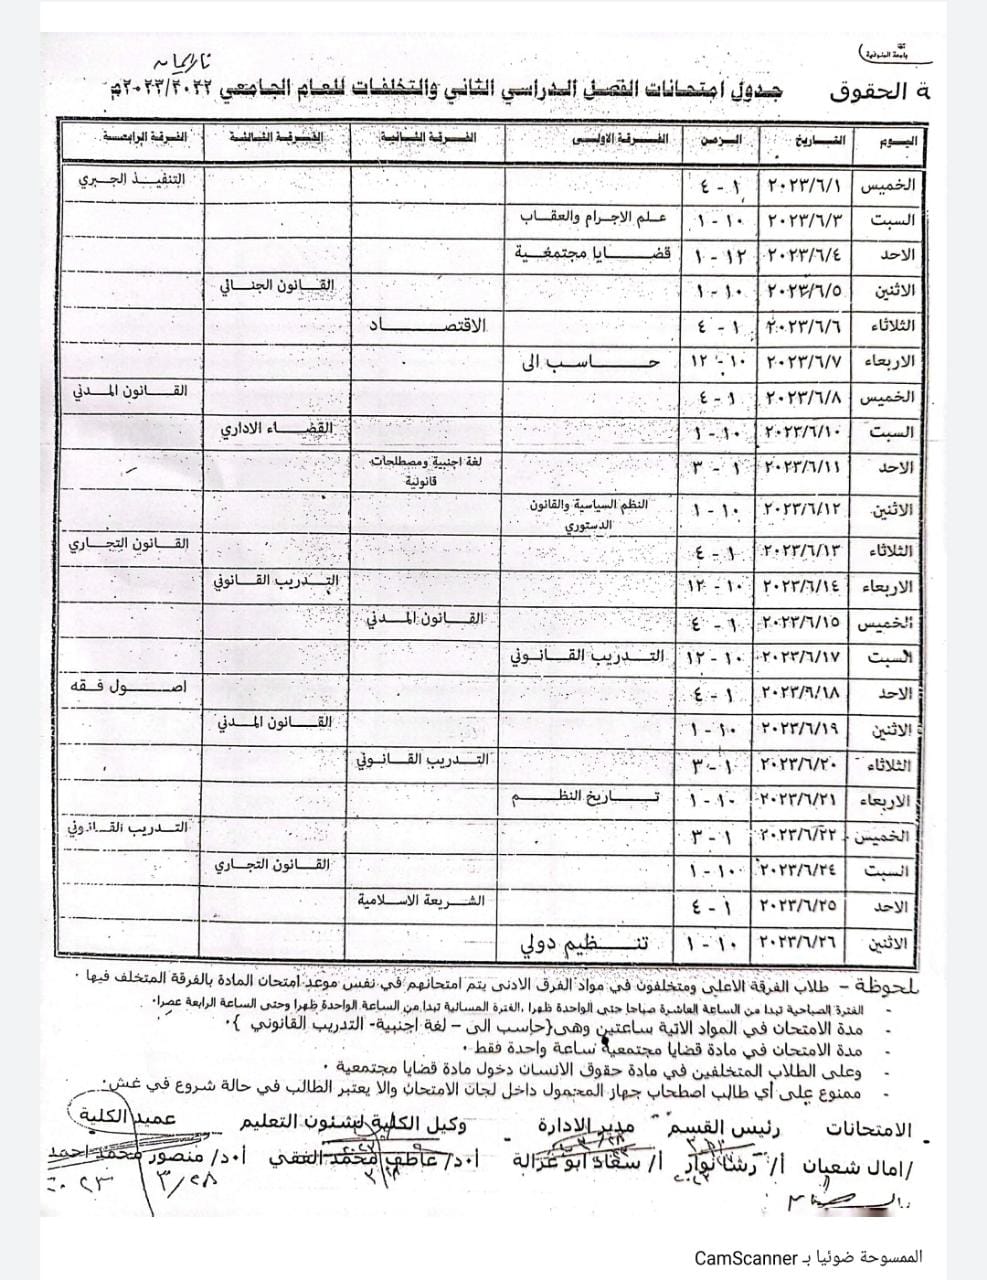 جامعة المنوفية
ة الحقوق جدول امتحانات الفصل الدراسي الثاني والتخلفات للعام الجامعي ٢٠٢٣/٢٠٢٢م
اليوم التاريخ الزمن الفرقة الاولى الفرقة الثانية الفرقة الثالثة الفرقة الرابعة
الخميس ٢٠٢٣/٦/١ ١ - ٤ التنفيذ الجبري
السبت ٢٠٢٣/٦/٣ ١٠ - ١ علم الاجرام والعقاب
الاحد ٢٠٢٣/٦/٤ ١٢ - ١ قضايا مجتمعية
الاثنين ٢٠٢٣/٦/٥ ١٠ - ١ القانون الجنائي
الثلاثاء ٢٠٢٣/٦/٦ ١ - ٤ الاقتصاد
الاربعاء ٢٠٢٣/٦/٧ ١٠ - ١٢ حاسب الى
الخميس ٢٠٢٣/٦/٨ ١ - ٤ القانون المدني
السبت ٢٠٢٣/٦/١٠ ١٠ - ١ القضاء الاداري
الاحد ٢٠٢٣/٦/١١ ١ - ٣ لغة اجنبية ومصطلحات قانونية
الاثنين ٢٠٢٣/٦/١٢ ١٠ - ١ النظم السياسية والقانون الدستوري
الثلاثاء ٢٠٢٣/٦/١٣ ١ - ٤ القانون التجاري
الاربعاء ٢٠٢٣/٦/١٤ ١٠ - ١٢ التدريب القانوني
الخميس ٢٠٢٣/٦/١٥ ١ - ٤ القانون المدني
السبت ٢٠٢٣/٦/١٧ ١٠ - ١٢ التدريب القانوني
الاحد ٢٠٢٣/٦/١٨ ١ - ٤ اصول فقه
الاثنين ٢٠٢٣/٦/١٩ ١٠ - ١ القانون المدني
الثلاثاء ٢٠٢٣/٦/٢٠ ١ - ٣ التدريب القانوني
الاربعاء ٢٠٢٣/٦/٢١ ١٠ - ١ تاريخ النظم
الخميس ٢٠٢٣/٦/٢٢ ١ - ٣ التدريب القانوني
السبت ٢٠٢٣/٦/٢٤ ١٠ - ١ القانون التجاري
الاحد ٢٠٢٣/٦/٢٥ ١ - ٤ الشريعة الاسلامية
الاثنين ٢٠٢٣/٦/٢٦ ١٠ - ١ تنظيم دولي
لحوظة – طلاب الفرقة الاعلى ومتخلفون في مواد الفرق الادنى يتم امتحانهم في نفس موعد امتحان المادة بالفرقة المتخلف فيها .
- الفترة الصباحية تبدا من الساعة العاشرة صباحا حتى الواحدة ظهرا ,الفترة المسائية تبدا من الساعة الواحدة ظهرا وحتى الساعة الرابعة عصرا.
- مدة الامتحان في المواد الاتية ساعتين وهى{حاسب الى – لغة اجنبية- التدريب القانوني }.
- مدة الامتحان في مادة قضايا مجتمعية ساعة واحدة فقط .
- وعلى الطلاب المتخلفين في مادة حقوق الانسان دخول مادة قضايا مجتمعية .
- ممنوع على أي طالب اصطحاب جهاز المحمول داخل لجان الامتحان والا يعتبر الطالب في حالة شروع في غش.
الامتحانات رئيس القسم مدير الادارة وكيل الكلية لشئون التعليم عميد الكلية
/امال شعبان أ/ رشا نوار أ/ سعاد ابو غزالة أ.د/ عاطف محمد الفقي أ.د/ منصور محمد احمد
٣/٢٨
٢٠٢٣
الممسوحة ضوئيا بـ CamScanner